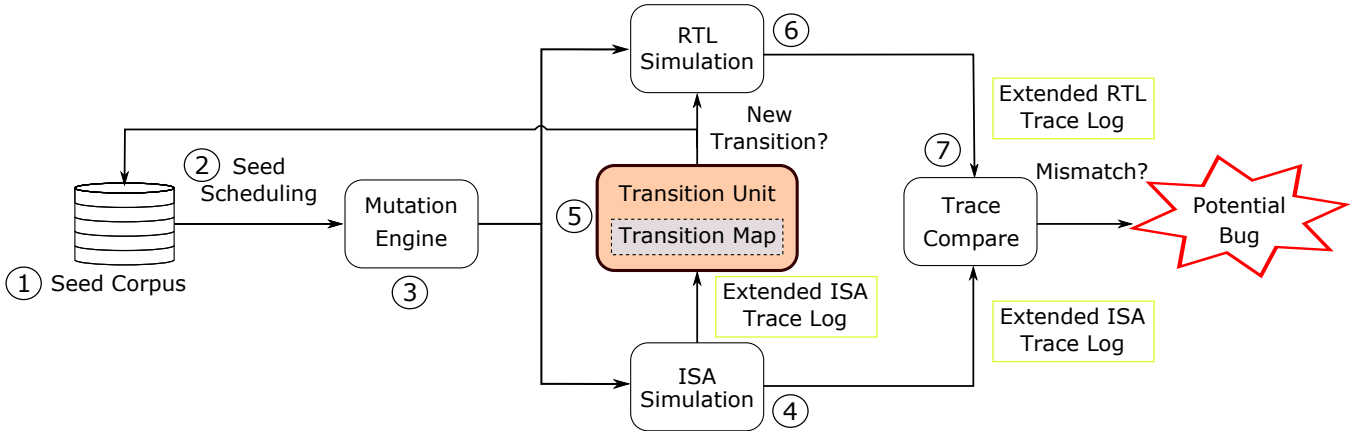 1 Seed Corpus
2 Seed
Scheduling
Mutation
Engine
3
RTL
Simulation
6
New
Transition?
5
Transition Unit
Transition Map
Extended ISA
Trace Log
ISA
Simulation
4
Extended RTL
Trace Log
7
Trace
Compare
Mismatch?
Extended ISA
Trace Log
Potential
Bug